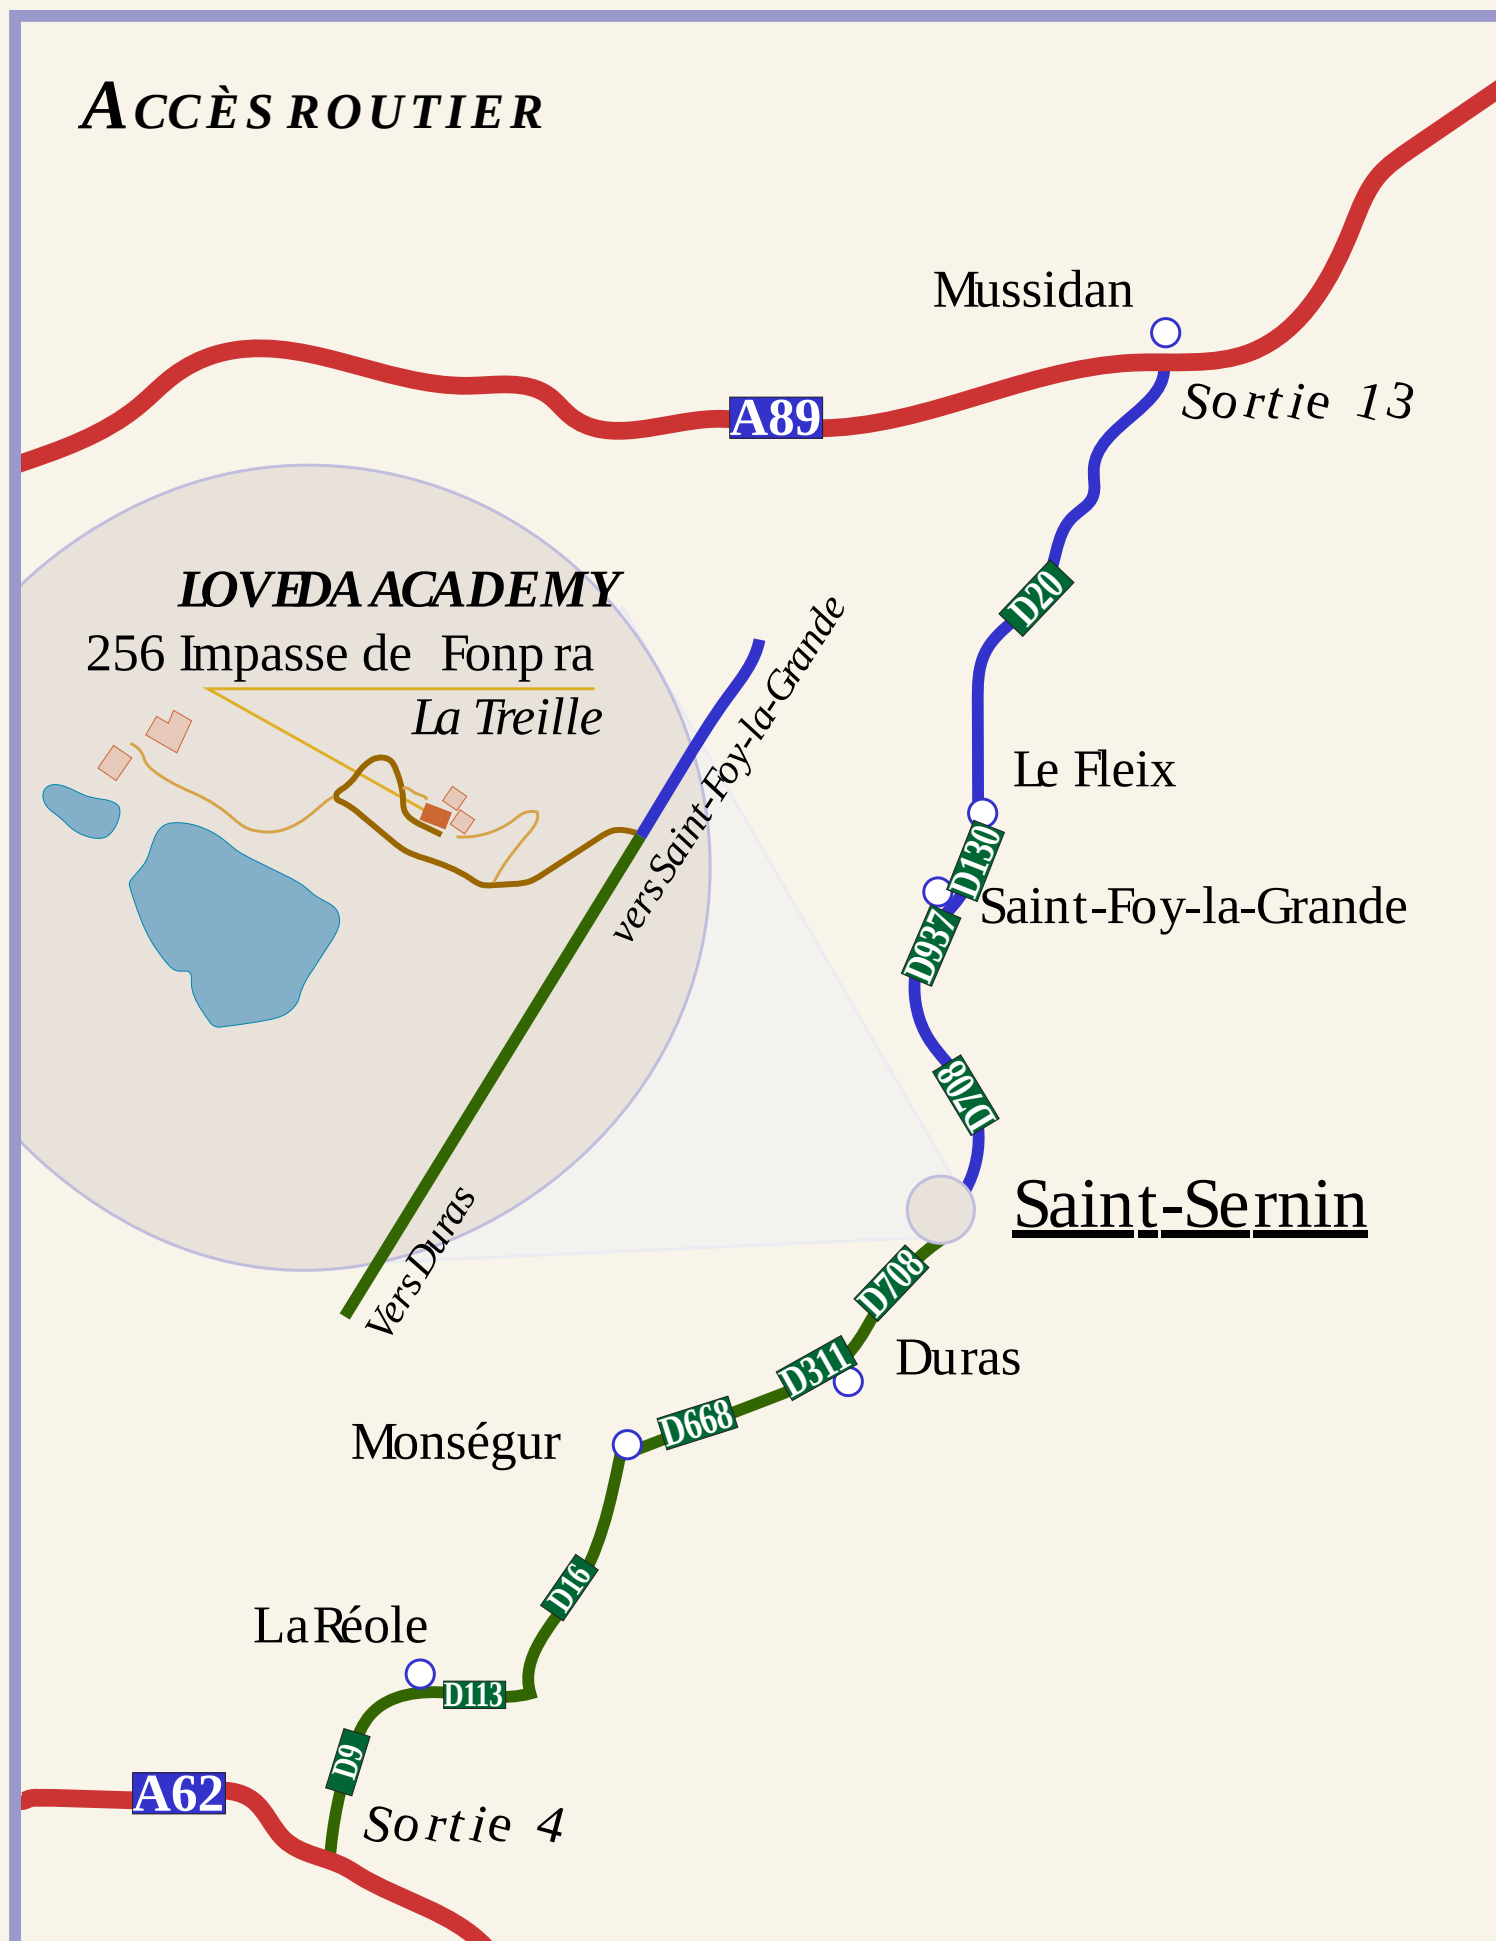 ACCÈS ROUTIER
Mussidan
Sortie 13
A89
LOVEDA ACADEMY
256 Impasse de Fonpra
La Treille
D20
vers Saint-Foy-la-Grande
Le Fleix
D130
Saint-Foy-la-Grande
D937
D708
Saint-Sernin
Vers Duras
D708
Duras
D311
D668
Monségur
D16
La Réole
D113
D9
A62
Sortie 4